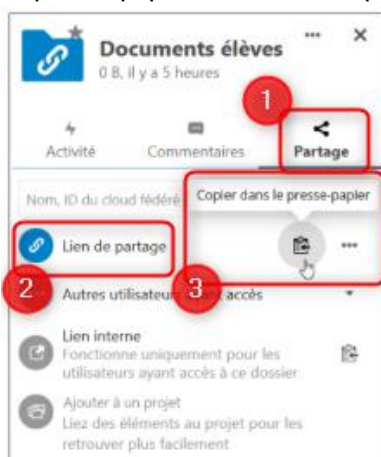 Documents élèves
0 B, il y a 5 heures
1
Activité
Commentaires
Partage
Nom, ID du cloud fédéré
Copier dans le presse-papier
Lien de partage
2
3
Autres utilisateurs ayant accès
Lien interne
Fonctionne uniquement pour les
utilisateurs ayant accès à ce dossier
Ajouter à un projet
Liez des éléments au projet pour les
retrouver plus facilement